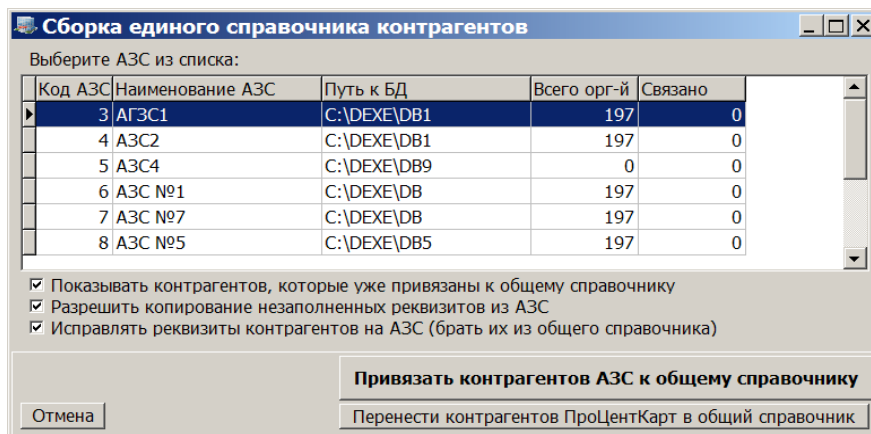 Сборка единого справочника контрагентов
Выберите АЗС из списка:
Код АЗС Наименование АЗС Путь к БД Всего орг-й Связано
3 АГЗС1 C:\DEXE\DB1 197 0
4 АЗС2 C:\DEXE\DB1 197 0
5 АЗС4 C:\DEXE\DB9 0 0
6 АЗС №1 C:\DEXE\DB 197 0
7 АЗС №7 C:\DEXE\DB 197 0
8 АЗС №5 C:\DEXE\DB5 197 0
Показывать контрагентов, которые уже привязаны к общему справочнику
Разрешить копирование незаполненных реквизитов из АЗС
Исправлять реквизиты контрагентов на АЗС (брать их из общего справочника)
Привязать контрагентов АЗС к общему справочнику
Отмена
Перенести контрагентов ПроЦентКарт в общий справочник